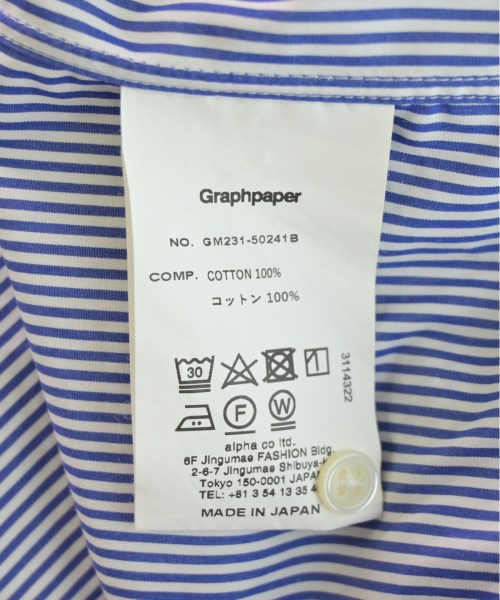 Graphpaper
NO. GM231-50241B
COMP. COTTON 100%
コットン 100%
30
3114322
F W
alpha co ltd.
6F Jingumae FASHION Bldg.
2-6-7 Jingumae Shibuya-
Tokyo 150-0001 JAPA
TEL: +81 3 54 13 35
MADE IN JAPAN